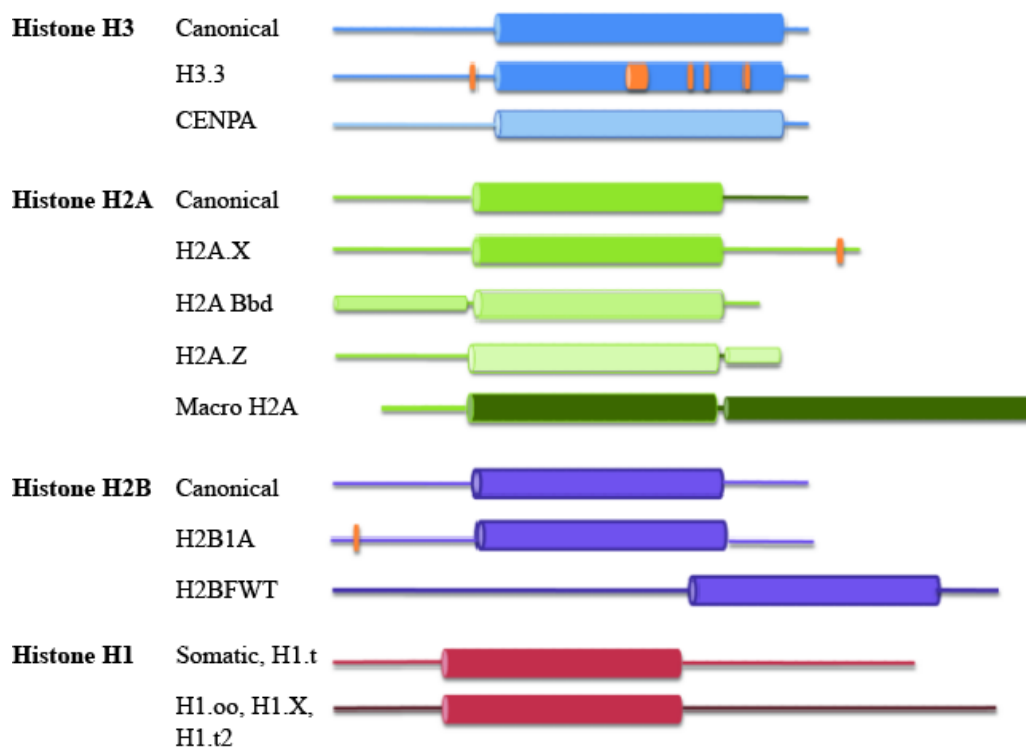 Histone H3 Canonical
H3.3
CENPA
Histone H2A Canonical
H2A.X
H2A Bbd
H2A.Z
Macro H2A
Histone H2B Canonical
H2B1A
H2BFWT
Histone H1 Somatic, H1.t
H1.oo, H1.X,
H1.t2